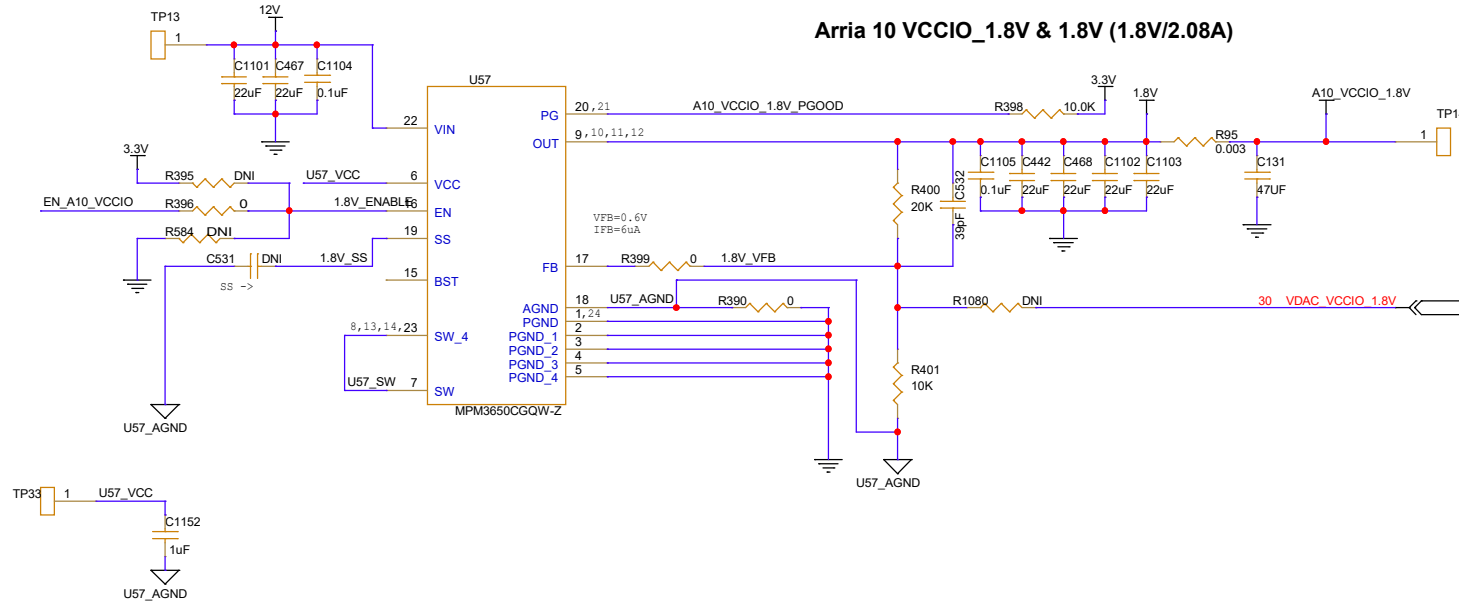 Arria 10 VCCIO_1.8V & 1.8V (1.8V/2.08A)
TP13
1
12V
C1101
22uF
C467
22uF
C1104
0.1uF
U57
22 VIN
6 VCC
16 EN
19 SS
15 BST
8,13,14,23 SW_4
7 SW
PG 20,21
OUT 9,10,11,12
FB 17
AGND 18
PGND 1,24
PGND_1 2
PGND_2 3
PGND_3 4
PGND_4 5
MPM3650CGQW-Z
3.3V
R395 DNI
U57_VCC
EN_A10_VCCIO
R396 0
1.8V_ENABLE
R584 DNI
C531 DNI
SS ->
1.8V_SS
U57_SW
U57_AGND
A10_VCCIO_1.8V_PGOOD
R398 10.0K
3.3V
1.8V
A10_VCCIO_1.8V
R95
0.003
1
TP1
C131
47UF
R400
20K
C532
39pF
C1105
0.1uF
C442
22uF
C468
22uF
C1102
22uF
C1103
22uF
VFB=0.6V
IFB=6uA
R399 0
1.8V_VFB
U57_AGND
R390 0
R1080 DNI
30 VDAC_VCCIO_1.8V
R401
10K
U57_AGND
TP33
1
U57_VCC
C1152
1uF
U57_AGND